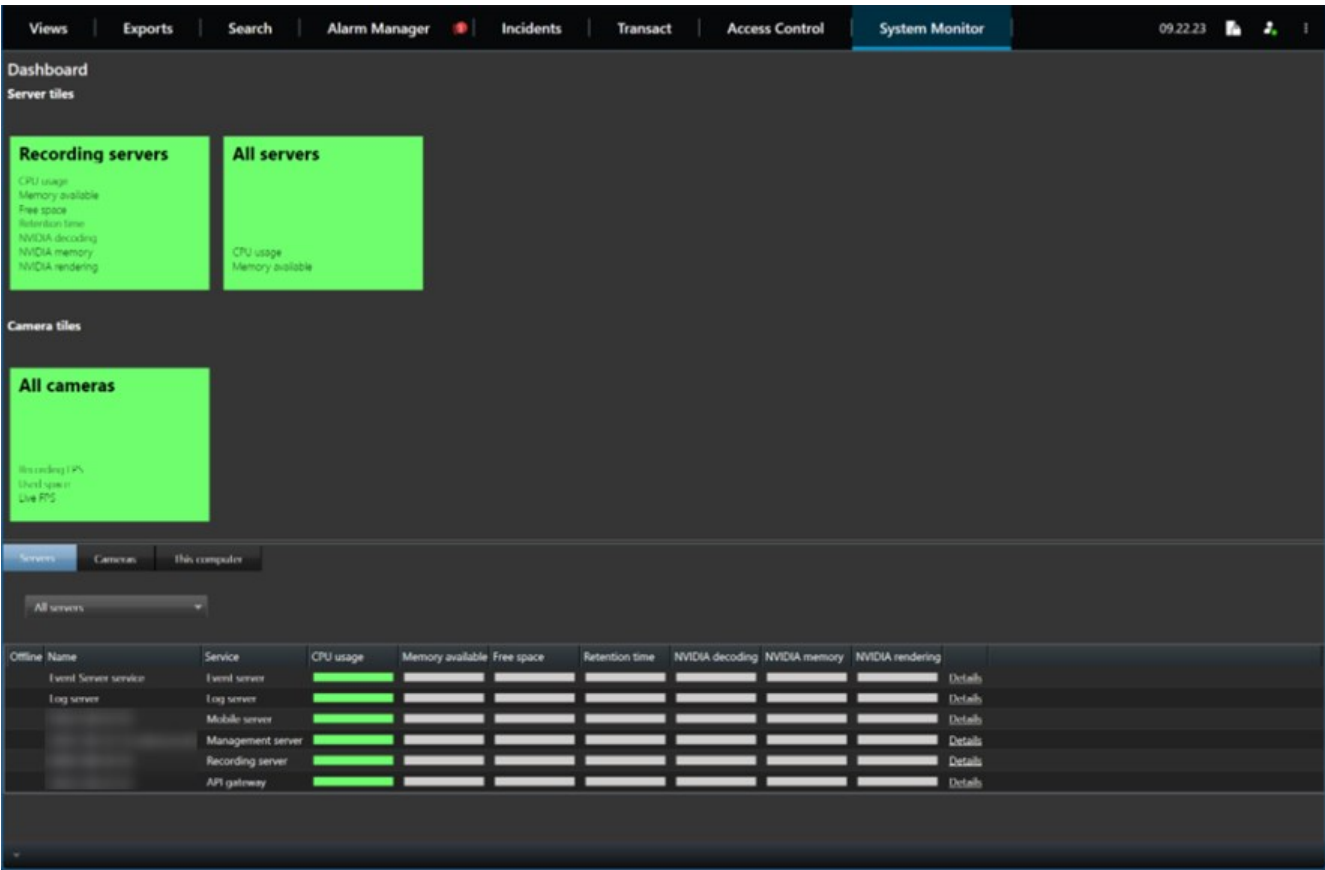 Views Exports Search Alarm Manager Incidents Transact Access Control System Monitor 09.22.23
Dashboard
Server tiles
Recording servers
CPU usage
Memory available
Free space
Retention time
NVIDIA decoding
NVIDIA memory
NVIDIA rendering
All servers
CPU usage
Memory available
Camera tiles
All cameras
Recording FPS
Used space
Live FPS
Servers Cameras This computer
All servers
Offline Name Service CPU usage Memory available Free space Retention time NVIDIA decoding NVIDIA memory NVIDIA rendering
Event Server service Event server Details
Log server Log server Details
Mobile server Details
Management server Details
Recording server Details
API gateway Details